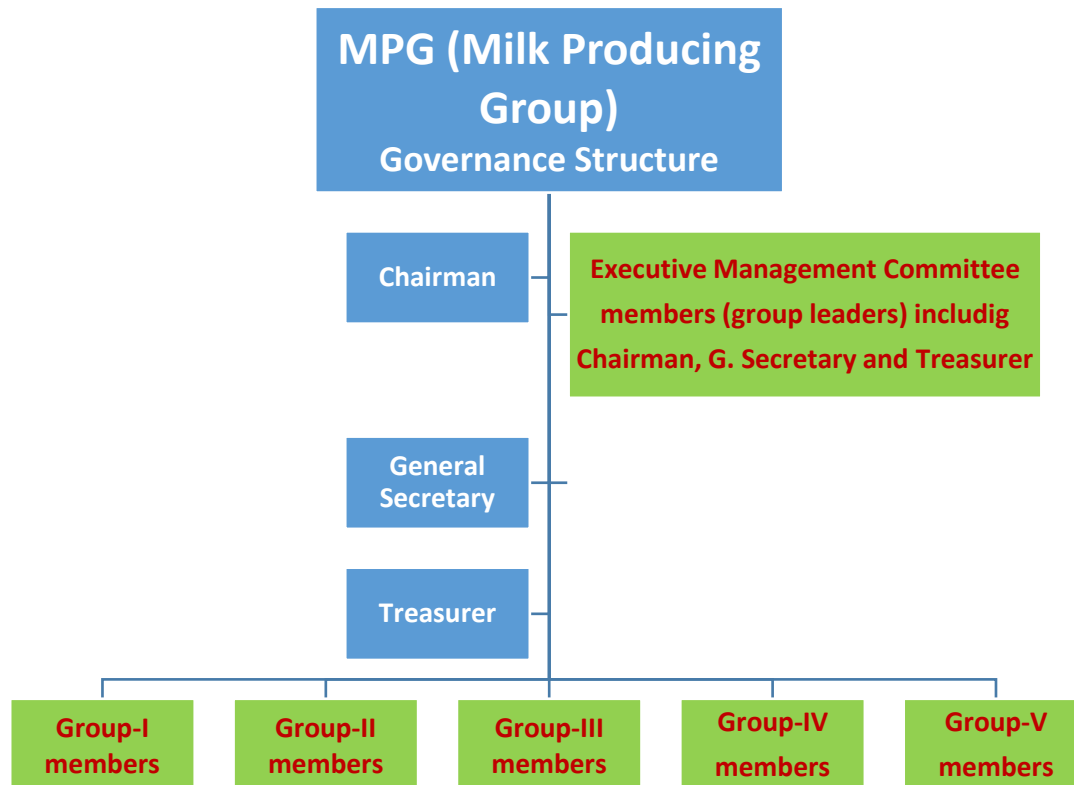 MPG (Milk Producing
Group)
Governance Structure
Chairman
Executive Management Committee
members (group leaders) includig
Chairman, G. Secretary and Treasurer
General
Secretary
Treasurer
Group-I
members
Group-II
members
Group-III
members
Group-IV
members
Group-V
members